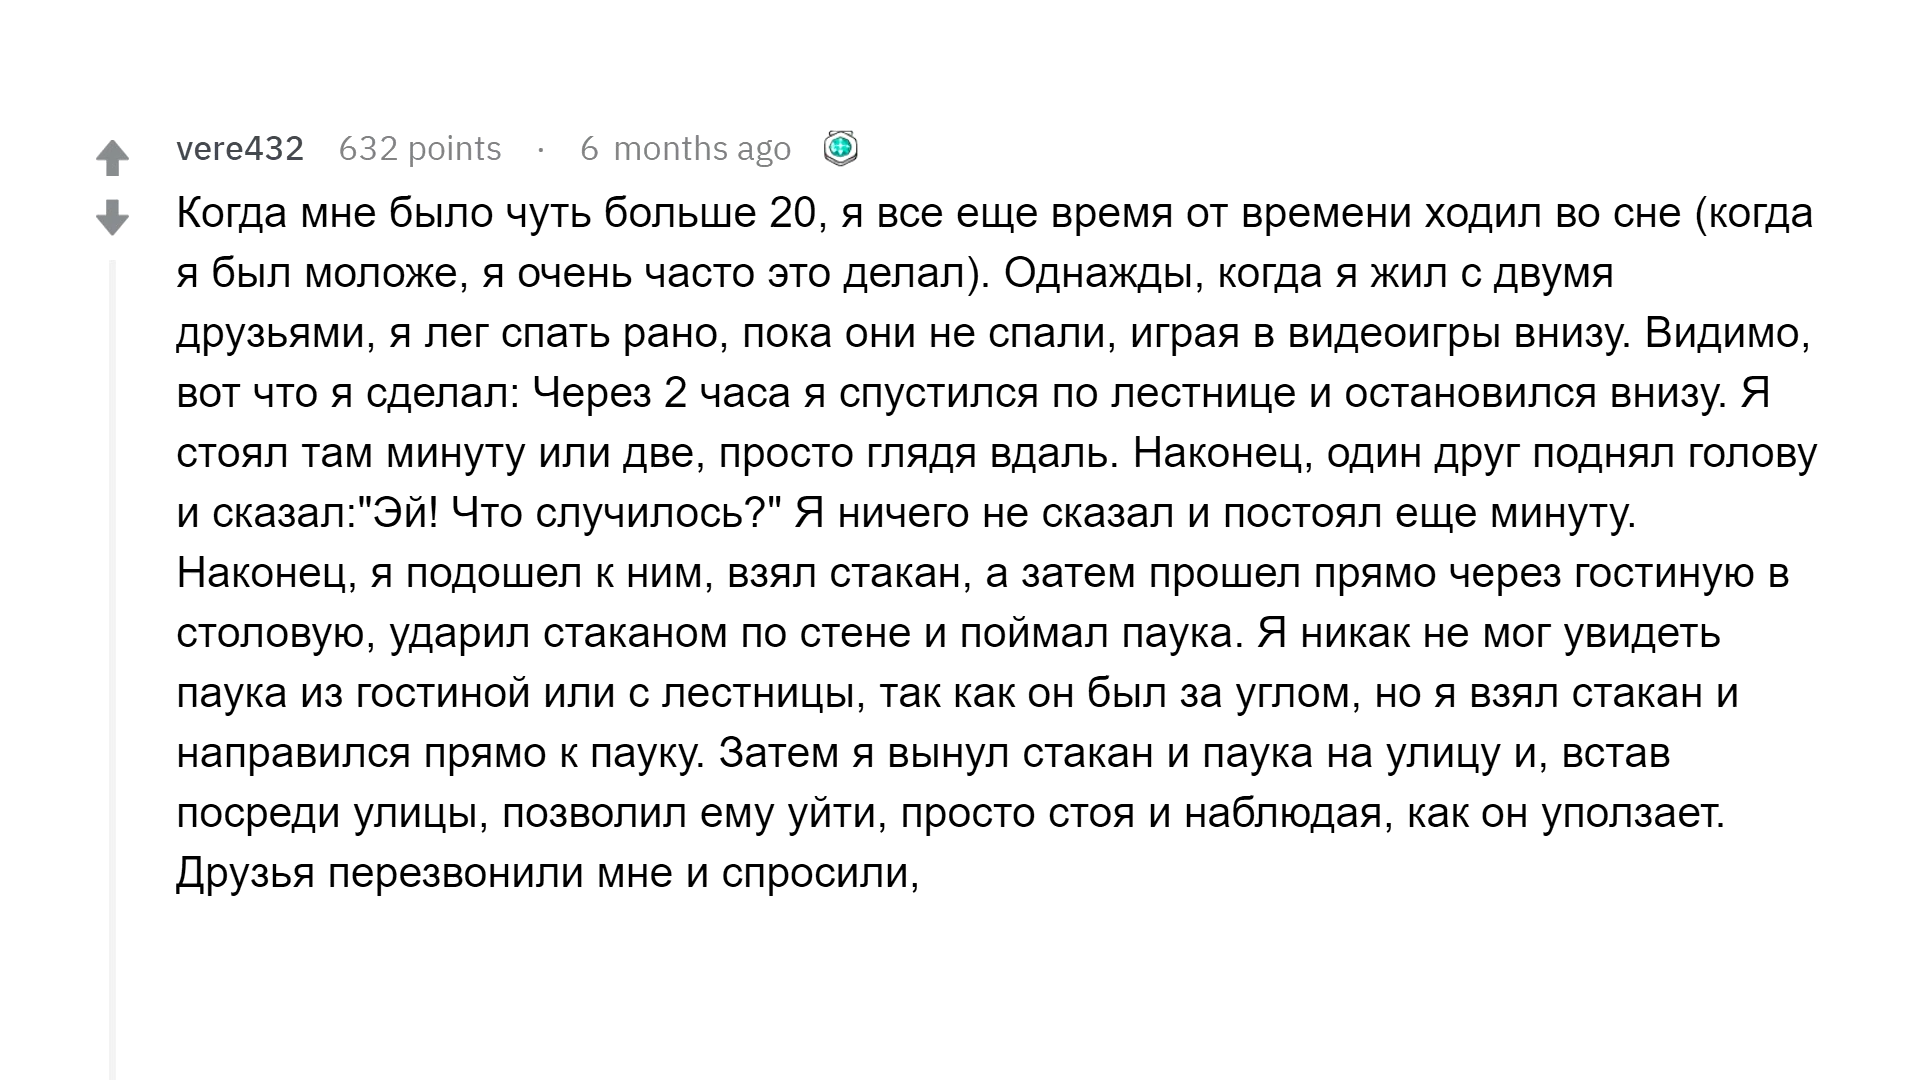 vere432 632 points · 6 months ago
Когда мне было чуть больше 20, я все еще время от времени ходил во сне (когда
я был моложе, я очень часто это делал). Однажды, когда я жил с двумя
друзьями, я лег спать рано, пока они не спали, играя в видеоигры внизу. Видимо,
вот что я сделал: Через 2 часа я спустился по лестнице и остановился внизу. Я
стоял там минуту или две, просто глядя вдаль. Наконец, один друг поднял голову
и сказал:"Эй! Что случилось?" Я ничего не сказал и постоял еще минуту.
Наконец, я подошел к ним, взял стакан, а затем прошел прямо через гостиную в
столовую, ударил стаканом по стене и поймал паука. Я никак не мог увидеть
паука из гостиной или с лестницы, так как он был за углом, но я взял стакан и
направился прямо к пауку. Затем я вынул стакан и паука на улицу и, встав
посреди улицы, позволил ему уйти, просто стоя и наблюдая, как он уползает.
Друзья перезвонили мне и спросили,